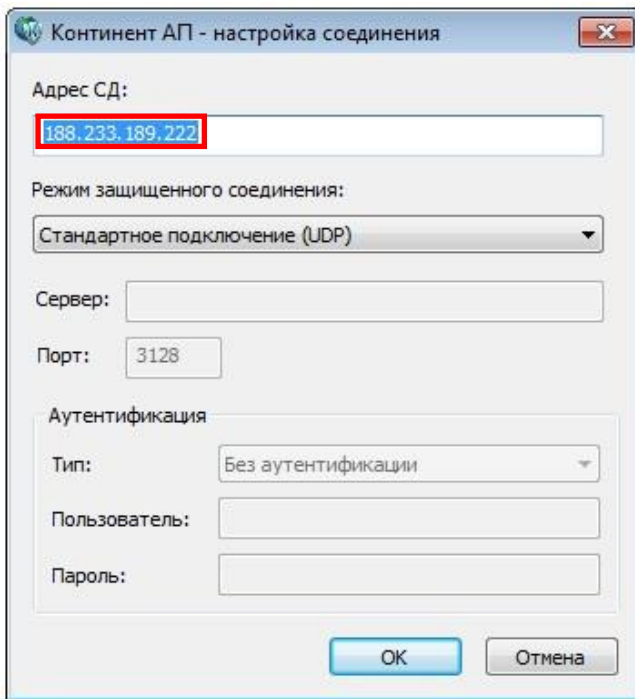 Континент АП - настройка соединения
Адрес СД:
188.233.189.222
Режим защищенного соединения:
Стандартное подключение (UDP)
Сервер:
Порт: 3128
Аутентификация
Тип: Без аутентификации
Пользователь:
Пароль:
OK Отмена